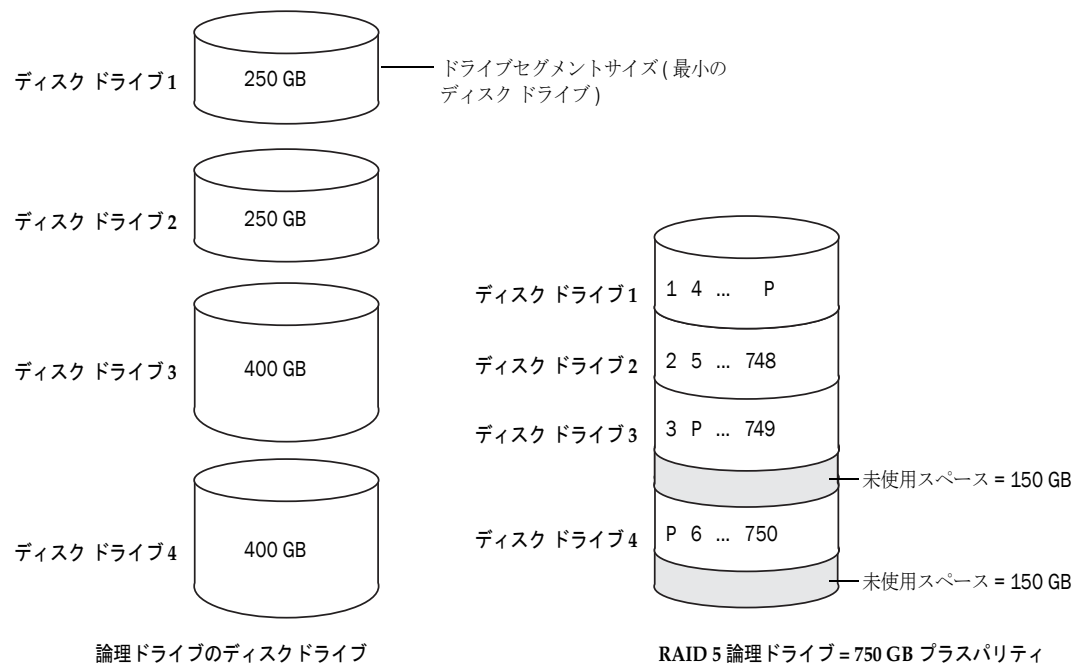 ディスク ドライブ 1
250 GB
ドライブセグメントサイズ ( 最小の
ディスク ドライブ )
ディスク ドライブ 2
250 GB
ディスク ドライブ 3
400 GB
ディスク ドライブ 4
400 GB
論理ドライブのディスクドライブ
ディスク ドライブ 1
1 4 ... P
ディスク ドライブ 2
2 5 ... 748
ディスク ドライブ 3
3 P ... 749
未使用スペース = 150 GB
ディスク ドライブ 4
P 6 ... 750
未使用スペース = 150 GB
RAID 5 論理ドライブ = 750 GB プラスパリティ